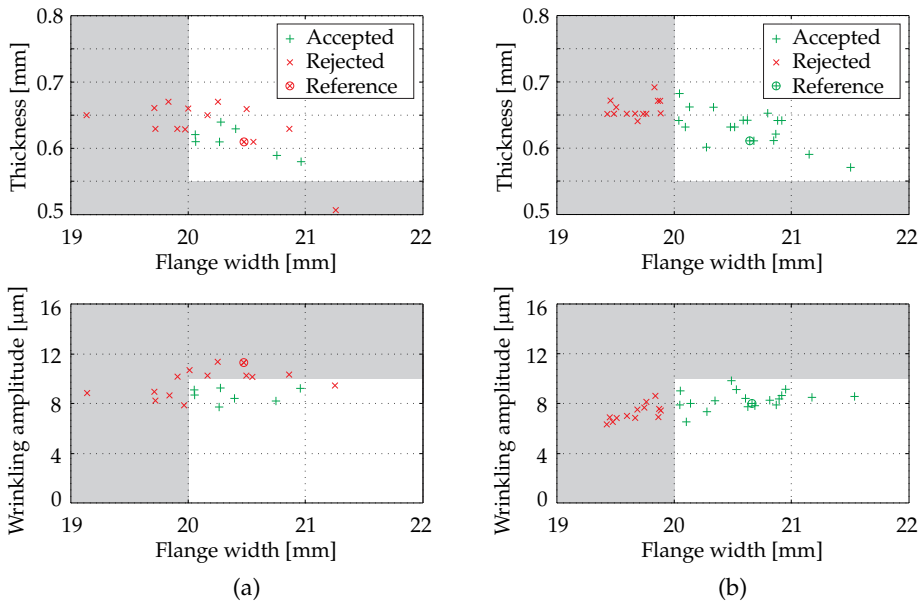 0.8
0.7
0.6
0.5
Thickness [mm]
Accepted
Rejected
Reference
19
20
21
22
Flange width [mm]
0.8
0.7
0.6
0.5
Thickness [mm]
Accepted
Rejected
Reference
19
20
21
22
Flange width [mm]
16
12
8
4
0
Wrinkling amplitude [µm]
19
20
21
22
Flange width [mm]
(a)
16
12
8
4
0
Wrinkling amplitude [µm]
19
20
21
22
Flange width [mm]
(b)